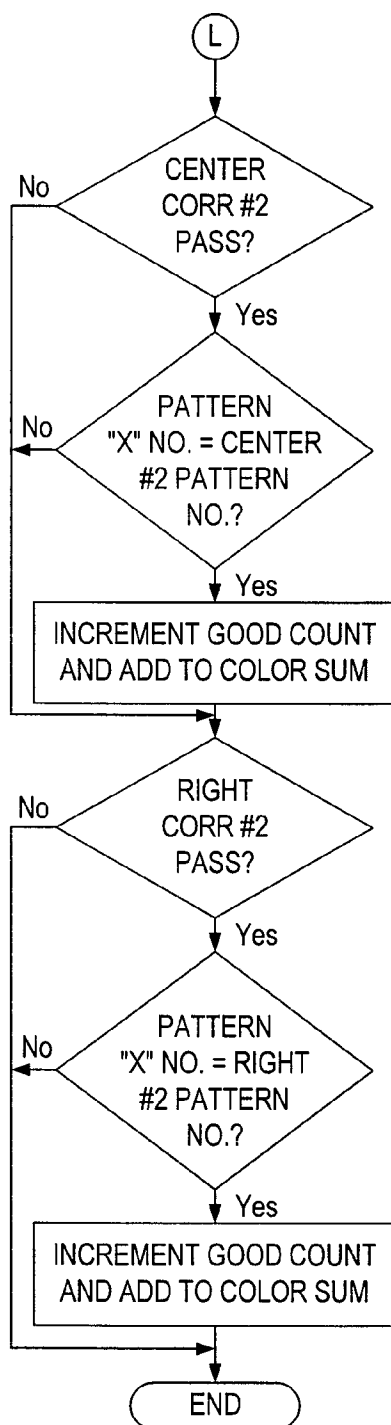 L
CENTER
CORR #2
PASS?
No
Yes
PATTERN
"X" NO. = CENTER
#2 PATTERN
NO.?
No
Yes
INCREMENT GOOD COUNT
AND ADD TO COLOR SUM
RIGHT
CORR #2
PASS?
No
Yes
PATTERN
"X" NO. = RIGHT
#2 PATTERN
NO.?
No
Yes
INCREMENT GOOD COUNT
AND ADD TO COLOR SUM
END